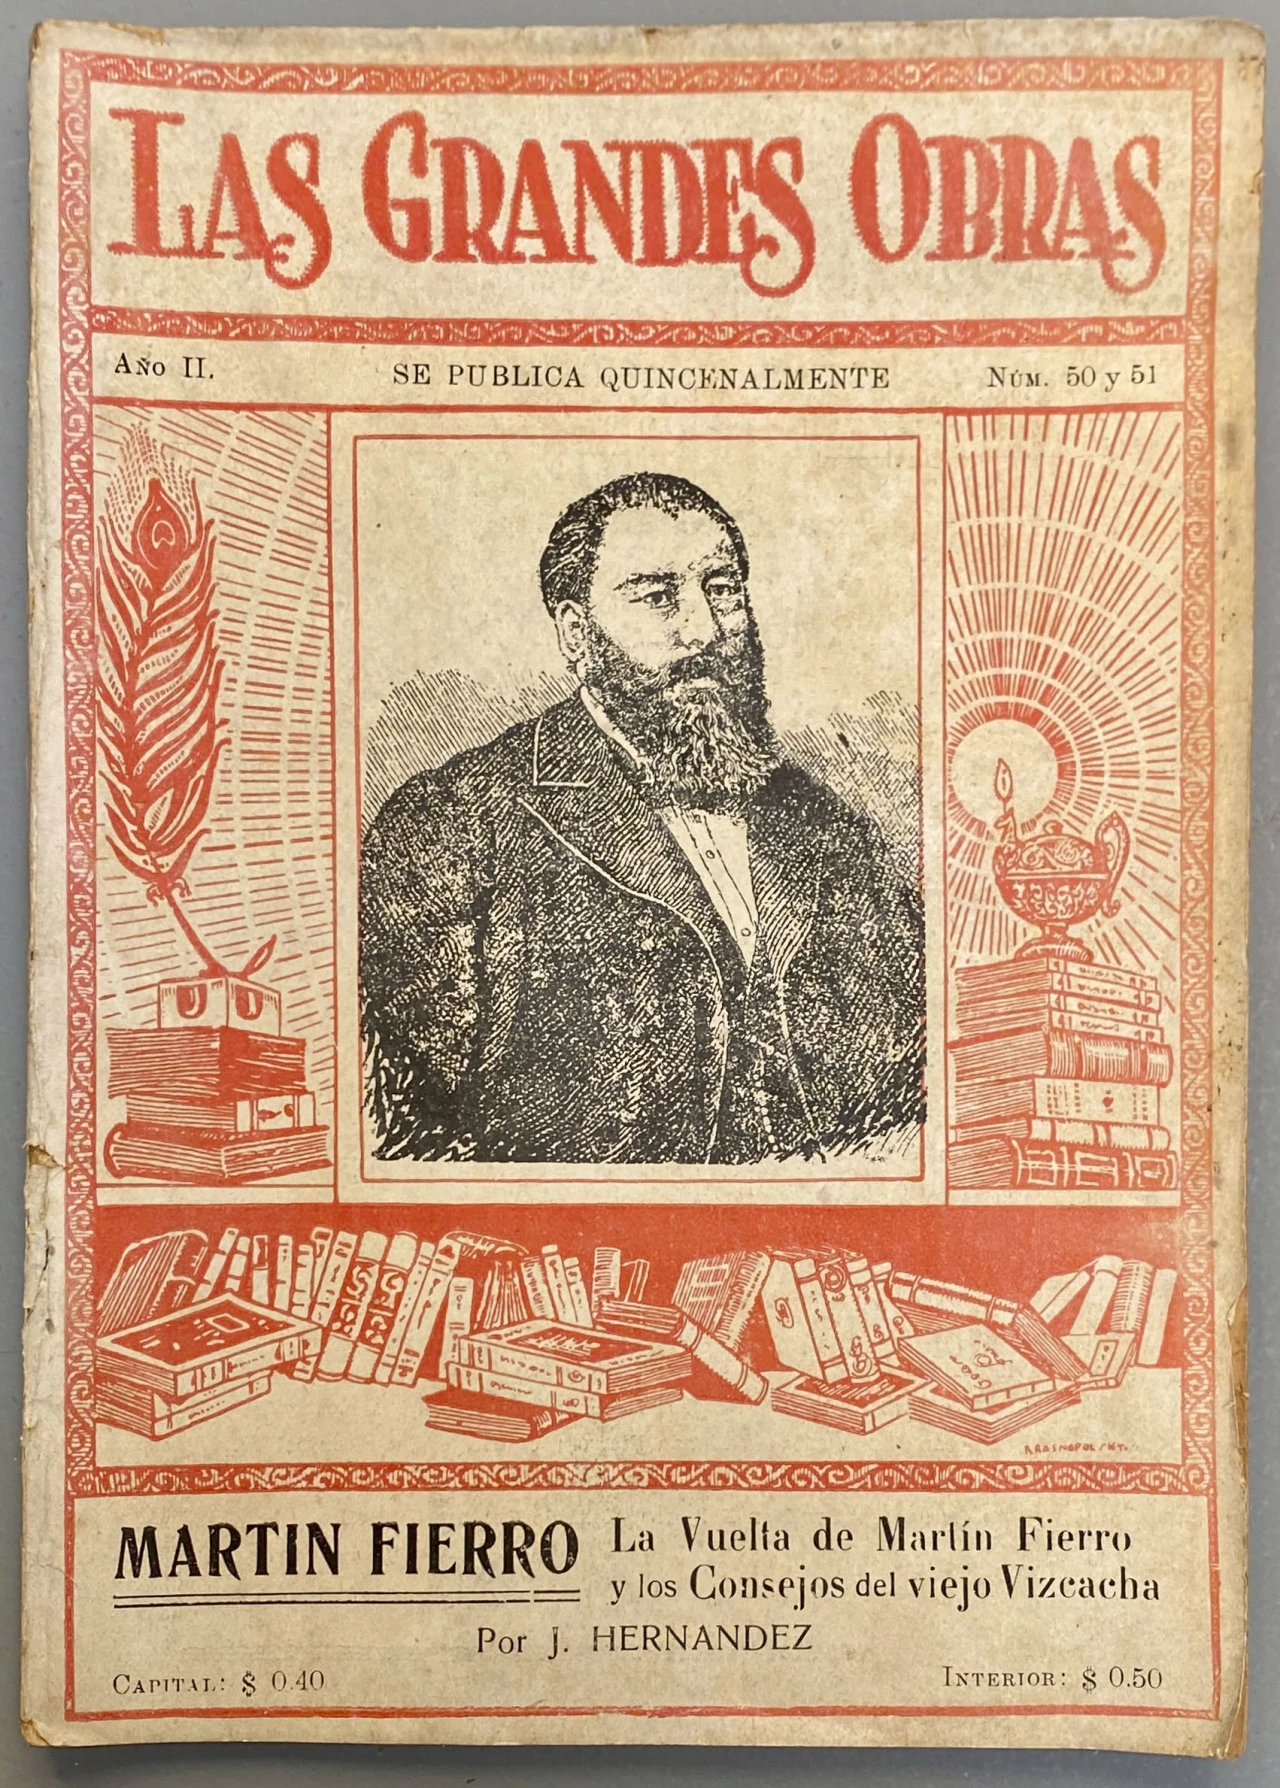 LAS GRANDES OBRAS
AÑO II. SE PUBLICA QUINCENALMENTE NÚM. 50 y 51
MARTIN FIERRO La Vuelta de Martín Fierro
y los Consejos del viejo Vizcacha
Por J. HERNANDEZ
CAPITAL: $ 0.40 INTERIOR: $ 0.50